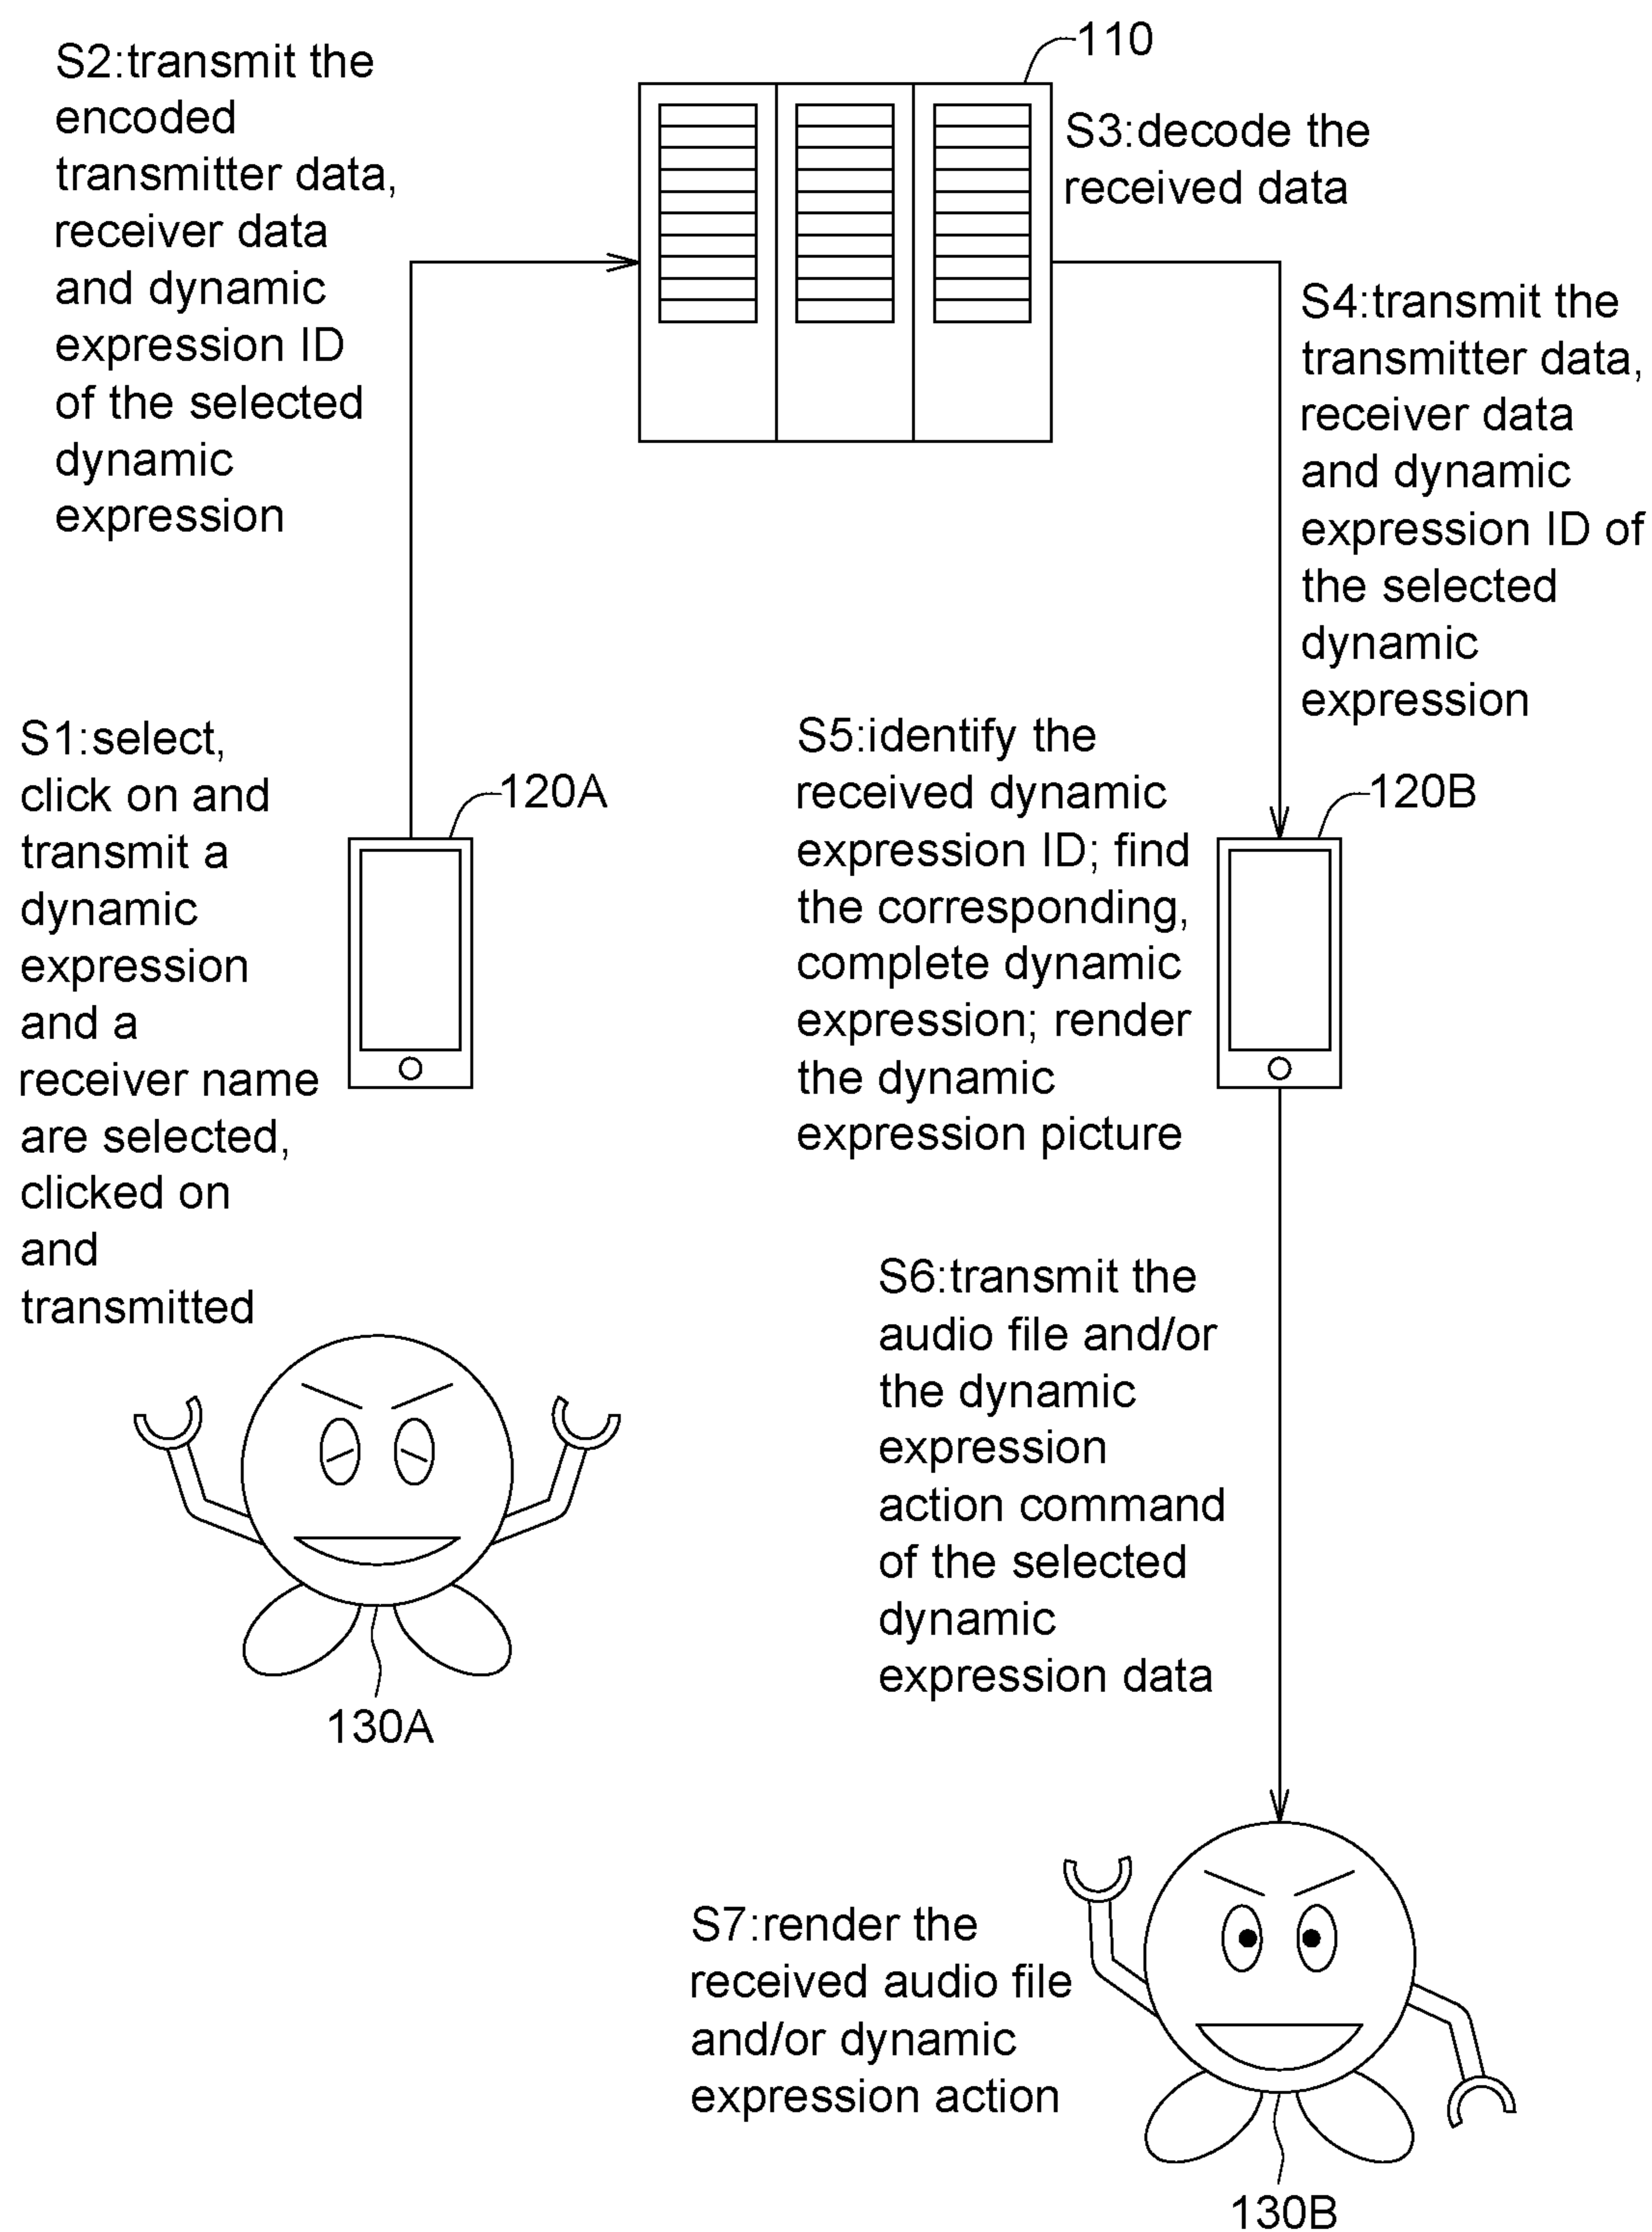 110
S2:transmit the
encoded
transmitter data,
receiver data
and dynamic
expression ID
of the selected
dynamic
expression
S3:decode the
received data
S4:transmit the
transmitter data,
receiver data
and dynamic
expression ID of
the selected
dynamic
expression
S1:select,
click on and
transmit a
dynamic
expression
and a
receiver name
are selected,
clicked on
and
transmitted
120A
S5:identify the
received dynamic
expression ID; find
the corresponding,
complete dynamic
expression; render
the dynamic
expression picture
120B
S6:transmit the
audio file and/or
the dynamic
expression
action command
of the selected
dynamic
expression data
130A
S7:render the
received audio file
and/or dynamic
expression action
130B